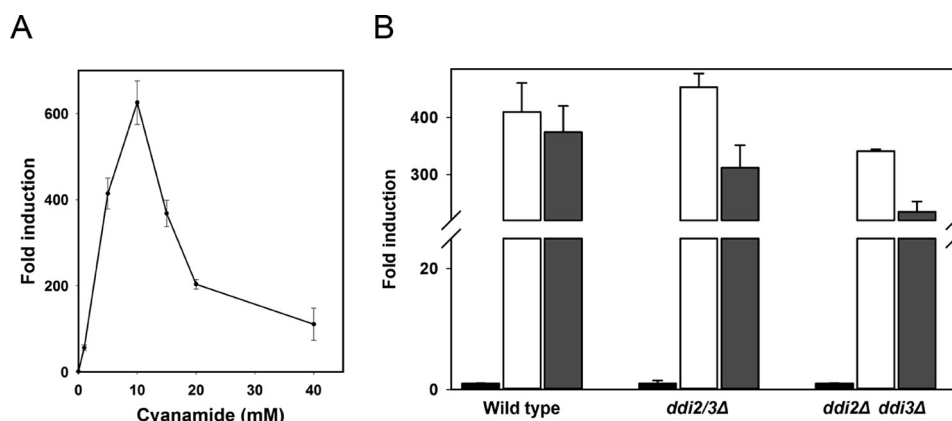 A
B
Fold induction
600
400
200
0
0
10
20
30
40
Cyanamide (mM)
Fold induction
400
300
20
0
Wild type
ddi2/3Δ
ddi2Δ ddi3Δ